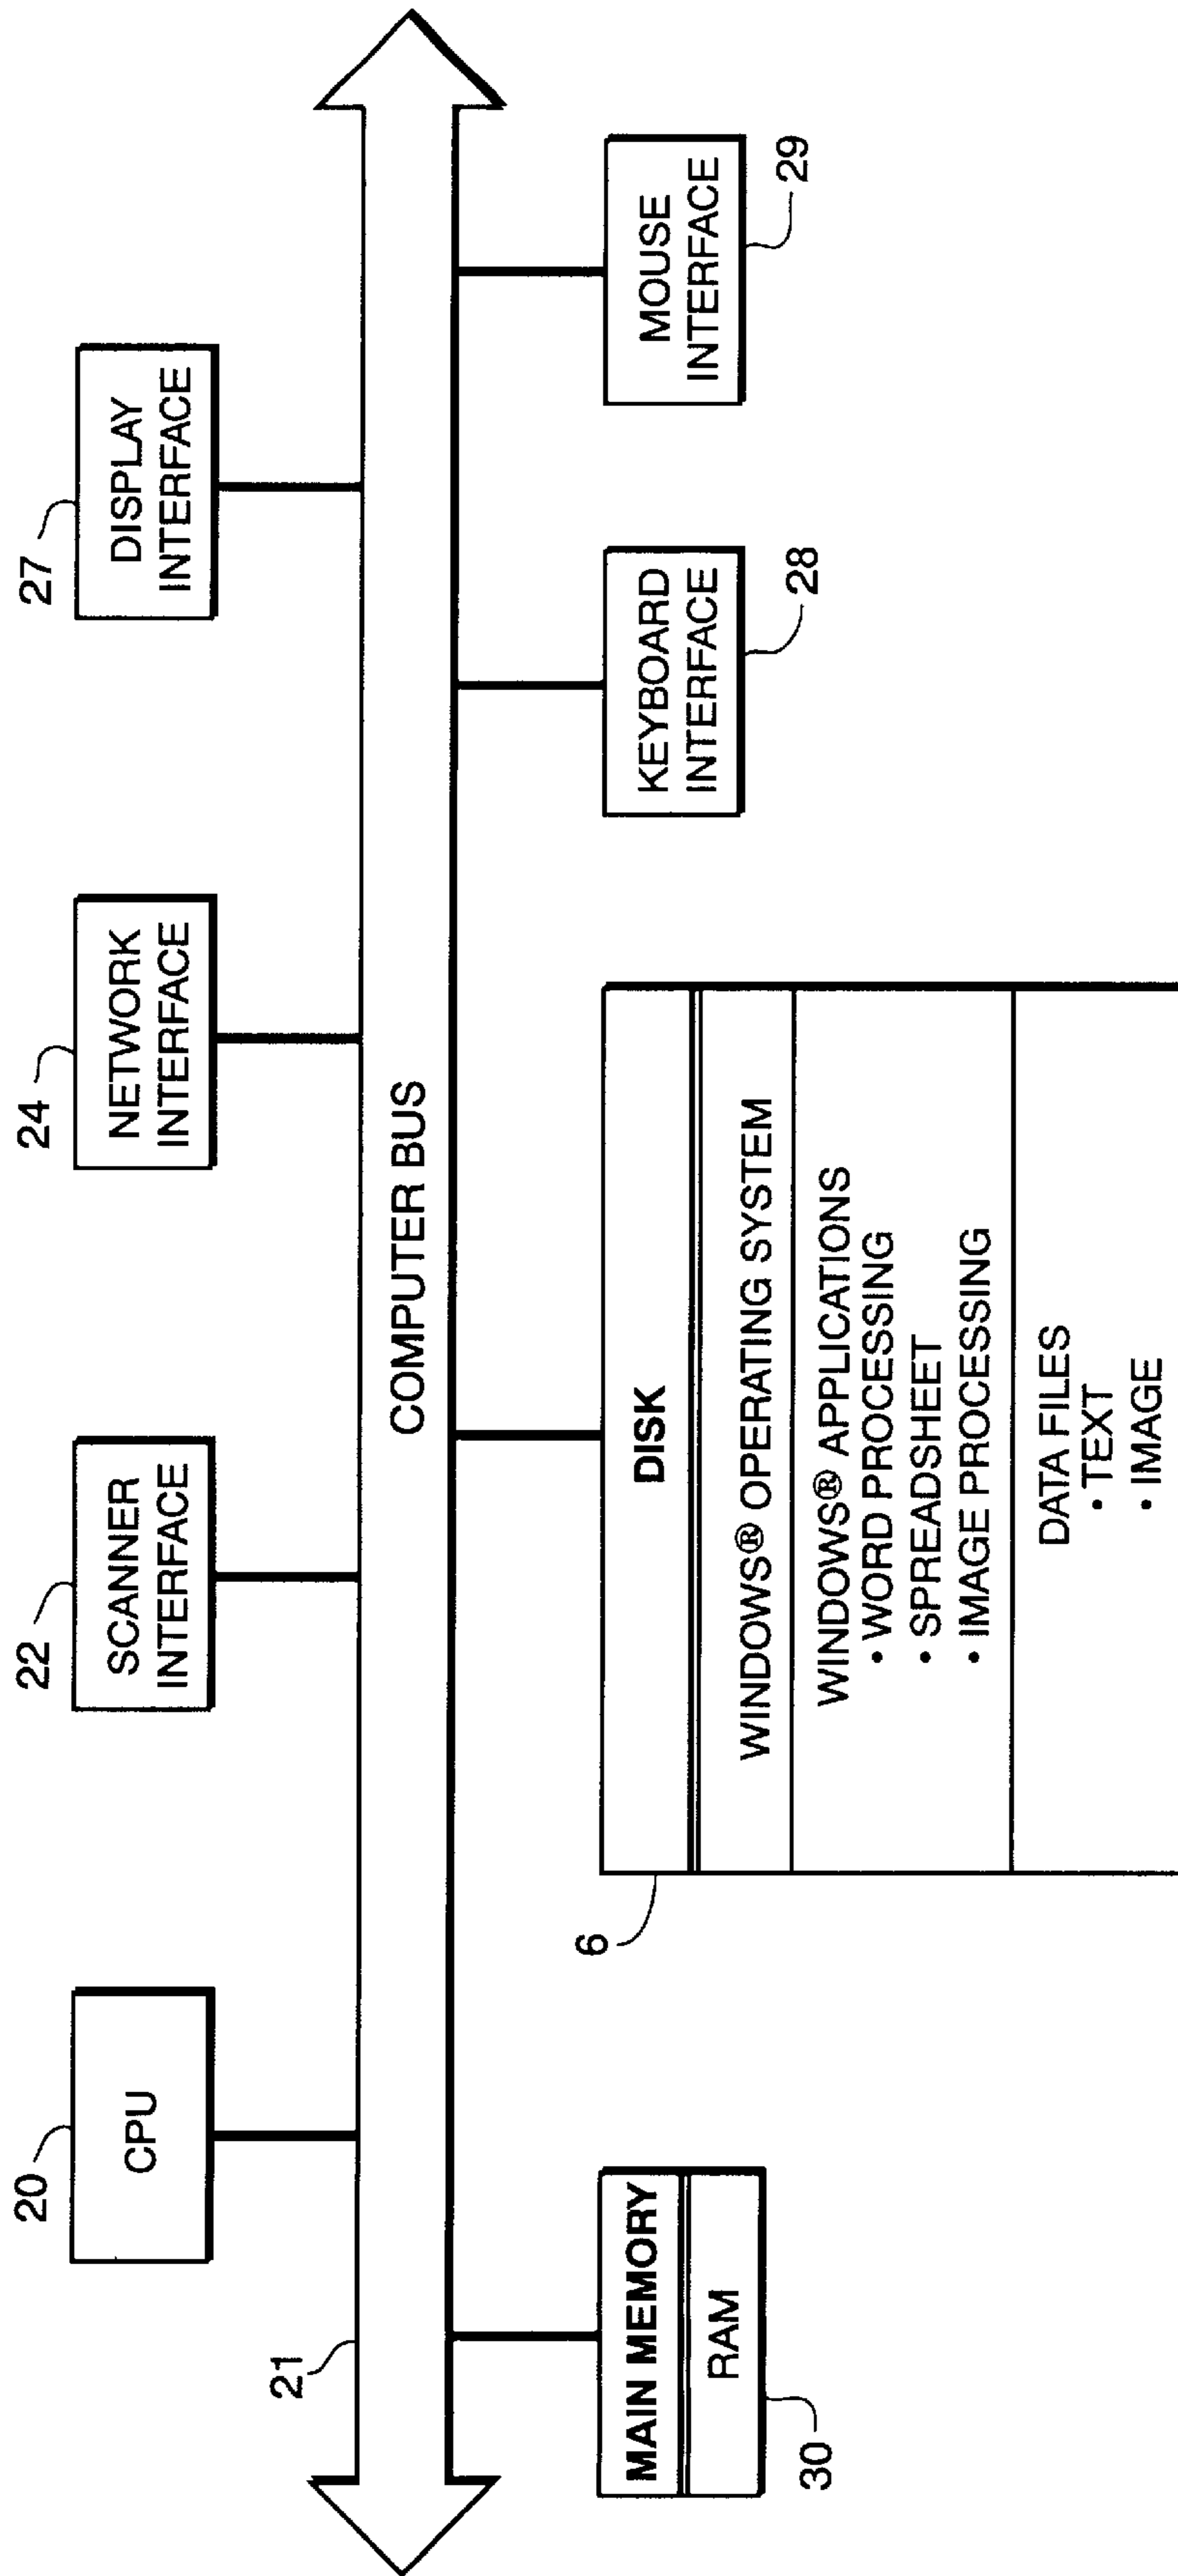 20
CPU
22
SCANNER
INTERFACE
24
NETWORK
INTERFACE
27
DISPLAY
INTERFACE
21
COMPUTER BUS
MAIN MEMORY
RAM
30
6
DISK
WINDOWS® OPERATING SYSTEM
WINDOWS® APPLICATIONS
• WORD PROCESSING
• SPREADSHEET
• IMAGE PROCESSING
DATA FILES
• TEXT
• IMAGE
KEYBOARD
INTERFACE
28
MOUSE
INTERFACE
29